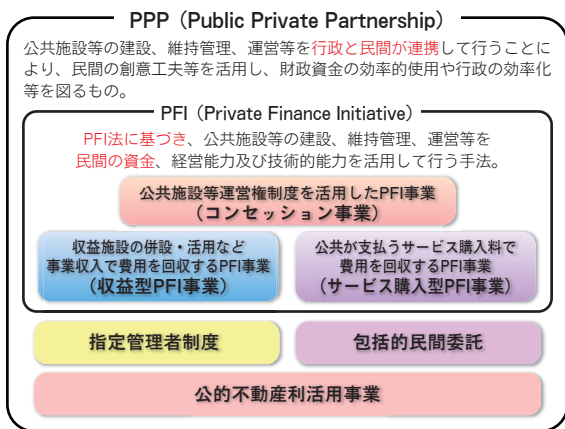 PPP（Public Private Partnership）
公共施設等の建設、維持管理、運営等を行政と民間が連携して行うことに
より、民間の創意工夫等を活用し、財政資金の効率的使用や行政の効率化
等を図るもの。
PFI（Private Finance Initiative）
PFI法に基づき、公共施設等の建設、維持管理、運営等を
民間の資金、経営能力及び技術的能力を活用して行う手法。
公共施設等運営権制度を活用したPFI事業
（コンセッション事業）
収益施設の併設・活用など
事業収入で費用を回収するPFI事業
（収益型PFI事業）
公共が支払うサービス購入料で
費用を回収するPFI事業
（サービス購入型PFI事業）
指定管理者制度
包括的民間委託
公的不動産利活用事業